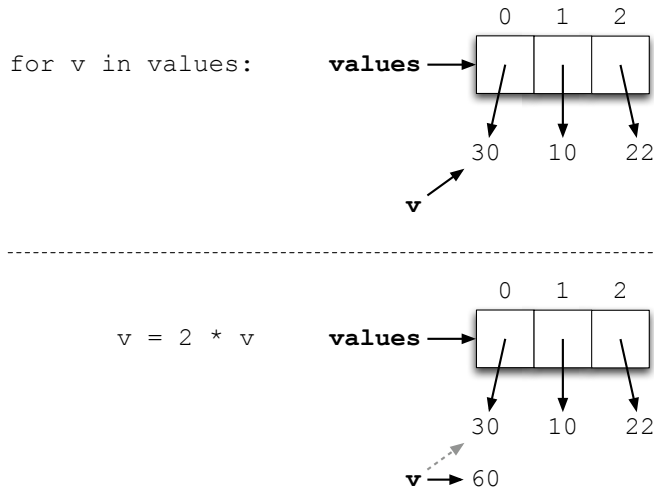 0 1 2
for v in values: values
30 10 22
v
0 1 2
v = 2 * v values
30 10 22
v 60